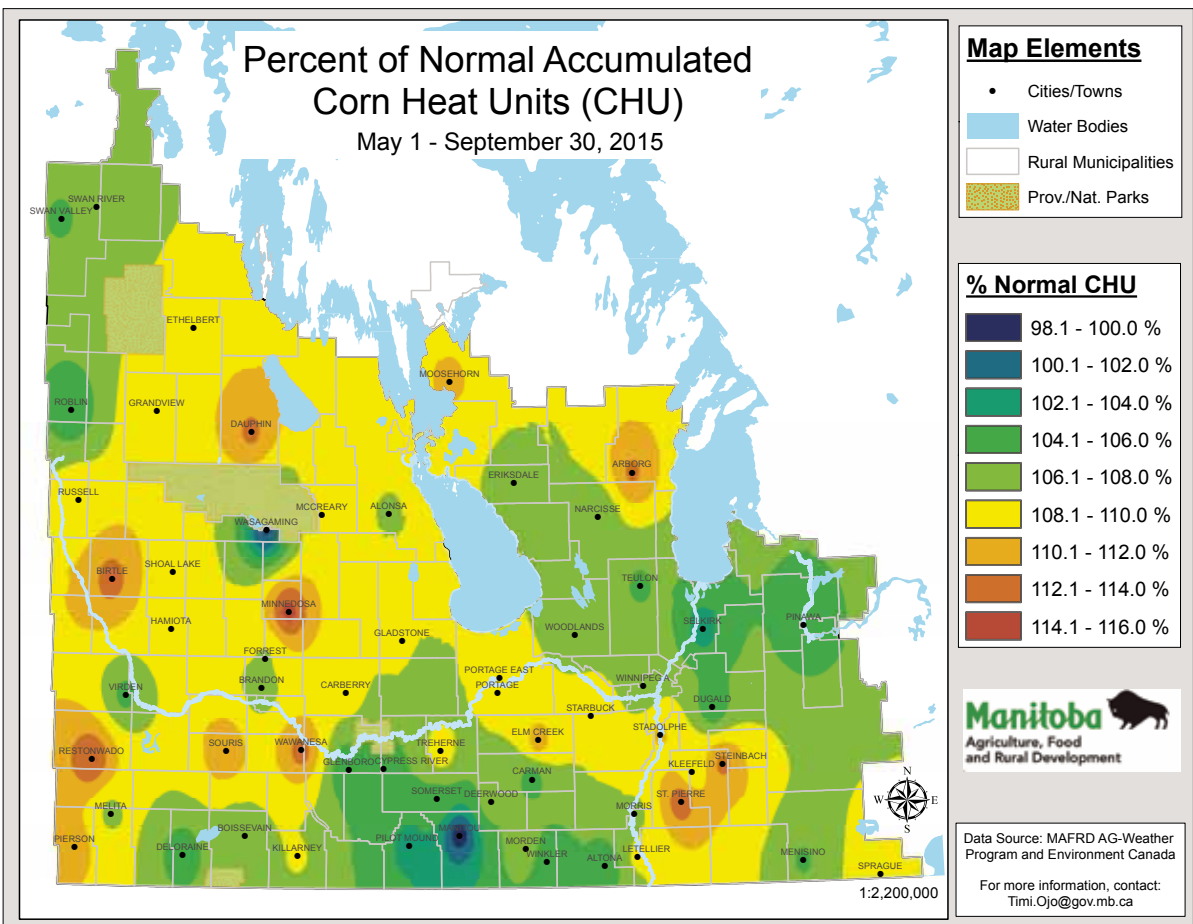 Percent of Normal Accumulated
Corn Heat Units (CHU)
May 1 - September 30, 2015
SWAN RIVER
SWAN VALLEY
ETHELBERT
MOOSEHORN
ROBLIN
GRANDVIEW
DAUPHIN
ARBORG
ERIKSDALE
RUSSELL
MCCREARY
ALONSA
NARCISSE
WASAGAMING
SHOAL LAKE
BIRTLE
TEULON
MINNEDOSA
HAMIOTA
GLADSTONE
WOODLANDS
SELKIRK
PINAWA
FORREST
PORTAGE EAST
VIRDEN
BRANDON
CARBERRY
PORTAGE
WINNIPEG A
DUGALD
STARBUCK
RESTONWADO
SOURIS
WAWANESA
TREHERNE
ELM CREEK
STADOLPHE
GLENBORO
CYPRESS RIVER
KLEEFELD
STEINBACH
CARMAN
MELITA
SOMERSET
DEERWOOD
MORRIS
ST. PIERRE
PIERSON
DELORAINE
BOISSEVAIN
KILLARNEY
PILOT MOUND
MORDEN
WINKLER
ALTONA
LETELLIER
MENISINO
SPRAGUE
1:2,200,000
Map Elements
Cities/Towns
Water Bodies
Rural Municipalities
Prov./Nat. Parks
% Normal CHU
98.1 - 100.0 %
100.1 - 102.0 %
102.1 - 104.0 %
104.1 - 106.0 %
106.1 - 108.0 %
108.1 - 110.0 %
110.1 - 112.0 %
112.1 - 114.0 %
114.1 - 116.0 %
Manitoba
Agriculture, Food
and Rural Development
N
W E
S
Data Source: MAFRD AG-Weather
Program and Environment Canada
For more information, contact:
Timi.Ojo@gov.mb.ca